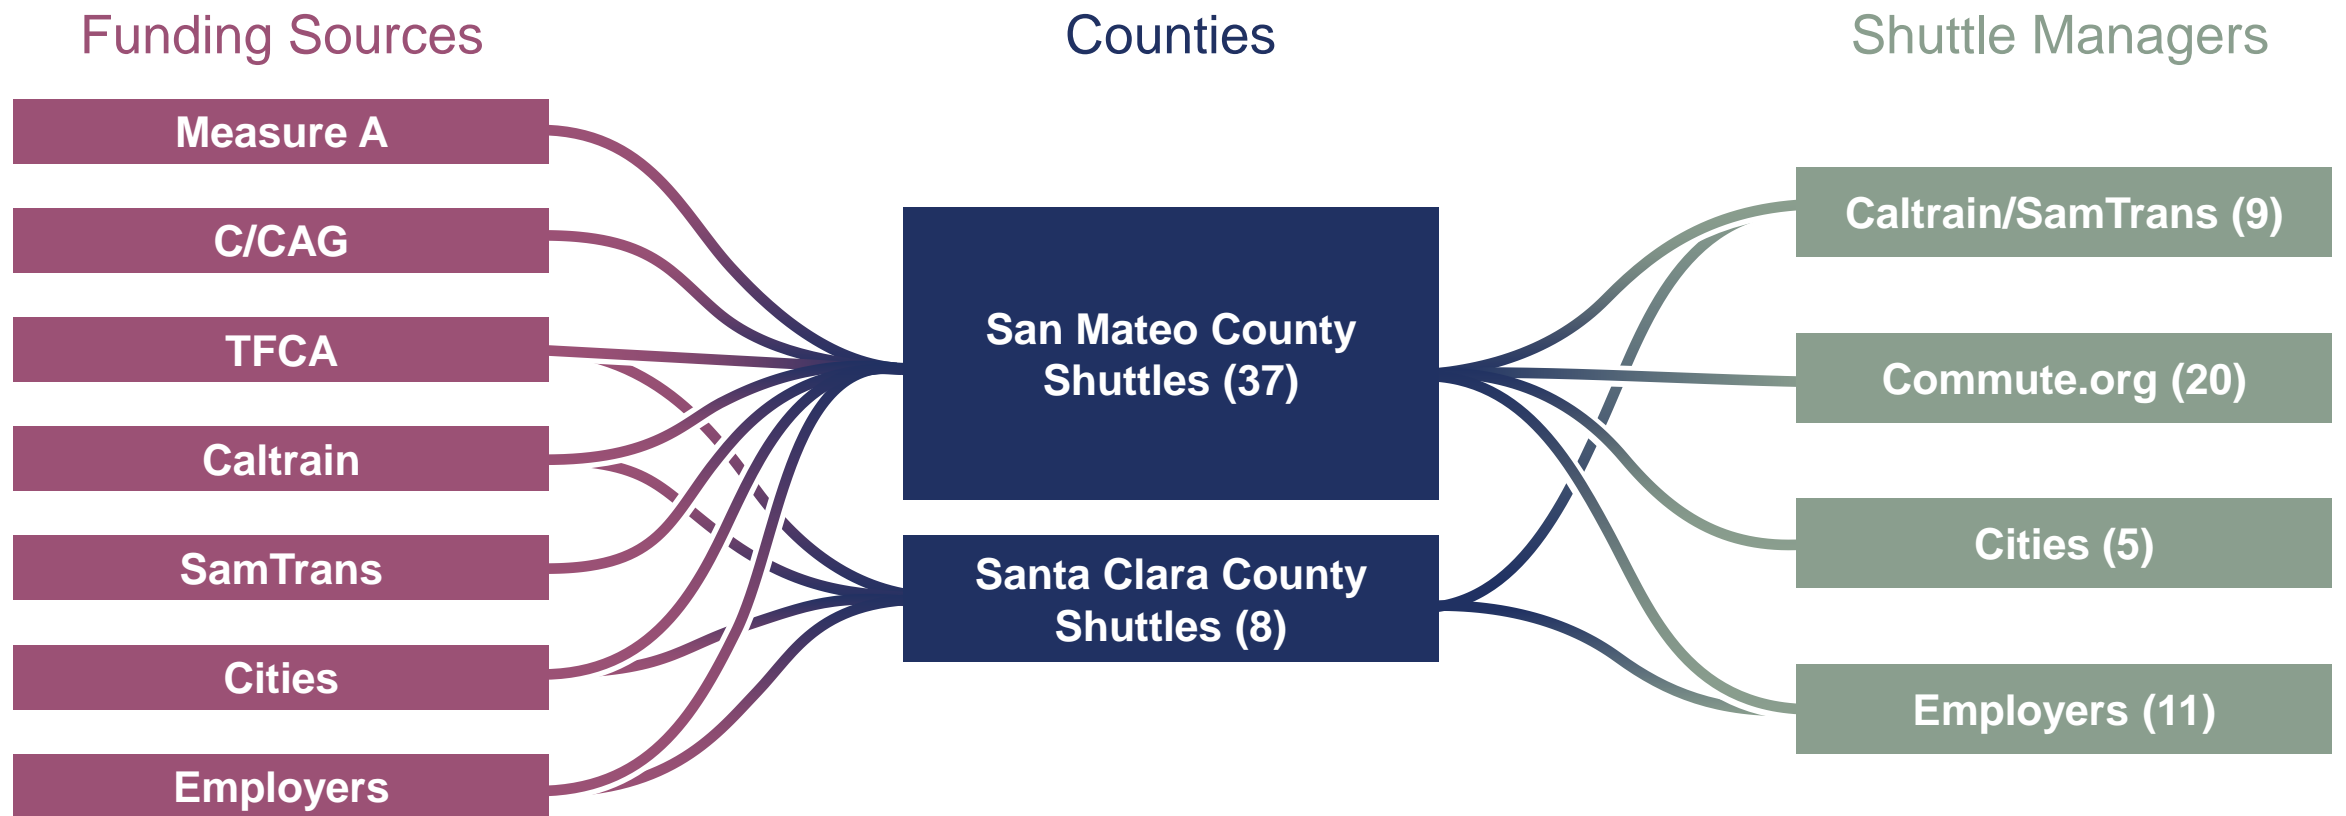 Funding Sources
Counties
Shuttle Managers
Measure A
C/CAG
TFCA
Caltrain
SamTrans
Cities
Employers
San Mateo County
Shuttles (37)
Santa Clara County
Shuttles (8)
Caltrain/SamTrans (9)
Commute.org (20)
Cities (5)
Employers (11)